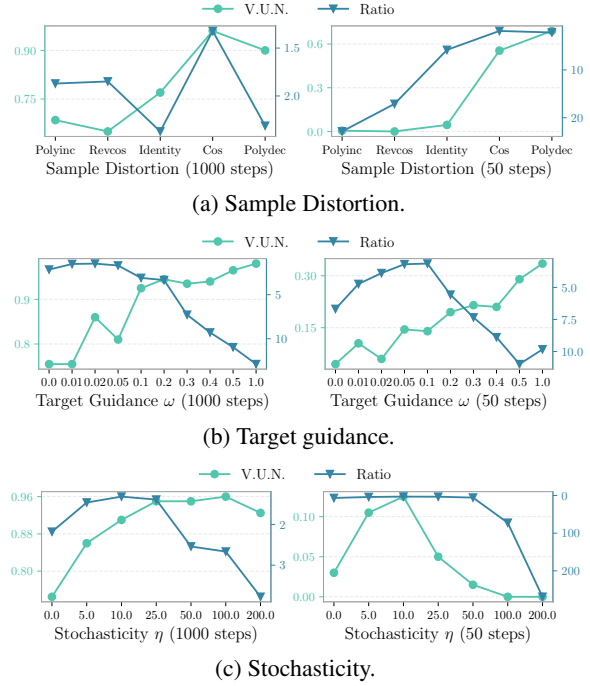 V.U.N. Ratio
0.90
0.75
1.5
2.0
Polyinc Revcos Identity Cos Polydec
Sample Distortion (1000 steps)
0.6
0.3
0.0
10
20
Polyinc Revcos Identity Cos Polydec
Sample Distortion (50 steps)
(a) Sample Distortion.
V.U.N. Ratio
0.9
0.8
5
10
0.0 0.01 0.02 0.05 0.1 0.2 0.3 0.4 0.5 1.0
Target Guidance ω (1000 steps)
0.30
0.15
5.0
7.5
10.0
0.0 0.01 0.02 0.05 0.1 0.2 0.3 0.4 0.5 1.0
Target Guidance ω (50 steps)
(b) Target guidance.
V.U.N. Ratio
0.96
0.88
0.80
2
3
0.0 5.0 10.0 25.0 50.0 100.0 200.0
Stochasticity η (1000 steps)
0.10
0.05
0.00
0
100
200
0.0 5.0 10.0 25.0 50.0 100.0 200.0
Stochasticity η (50 steps)
(c) Stochasticity.